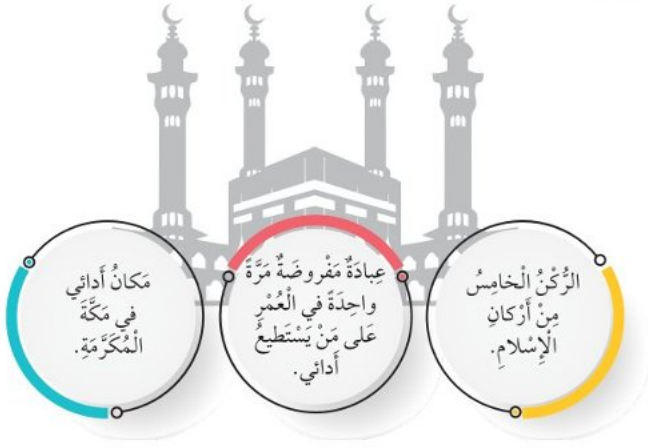 الرُّكْنُ الْخامِسُ
مِنْ أَرْكانِ
الْإِسْلامِ.
عِبادَةٌ مَفْروضَةٌ مَرَّةً
واحِدَةً في الْعُمْرِ
عَلى مَنْ يَسْتَطيعُ
أَدائي.
مَكانُ أَدائي
في مَكَّةَ
الْمُكَرَّمَةِ.